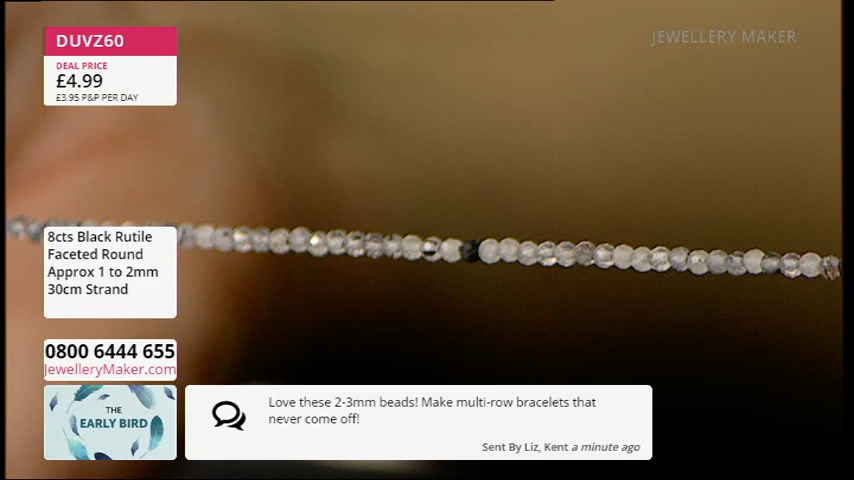 DUVZ60
DEAL PRICE
£4.99
£3.95 P&P PER DAY
JEWELLERY MAKER
8cts Black Rutile
Faceted Round
Approx 1 to 2mm
30cm Strand
0800 6444 655
JewelleryMaker.com
THE
EARLY BIRD
Love these 2-3mm beads! Make multi-row bracelets that
never come off!
Sent By Liz, Kent a minute ago